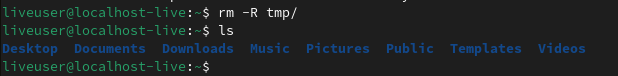 liveuser@localhost-live:~$ rm -R tmp/
liveuser@localhost-live:~$ ls
Desktop Documents Downloads Music Pictures Public Templates Videos
liveuser@localhost-live:~$